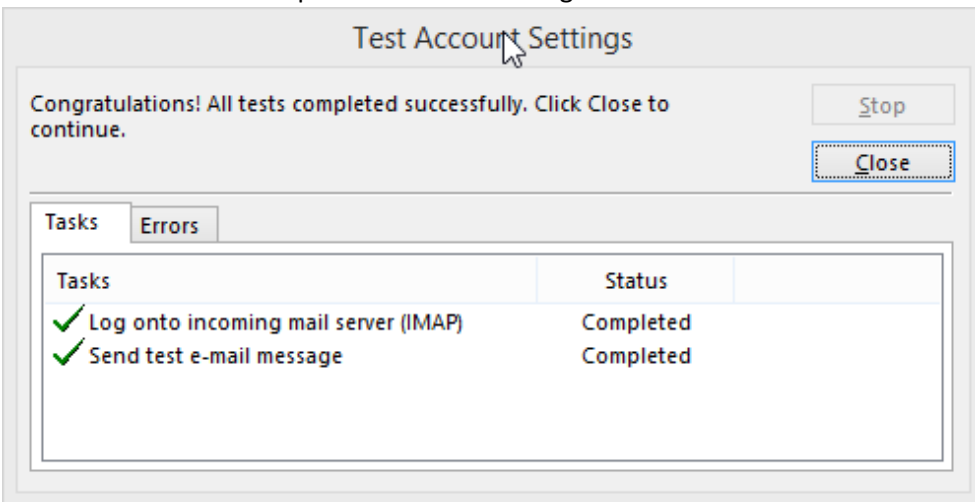 Test Account Settings
Congratulations! All tests completed successfully. Click Close to
continue.
Stop
Close
Tasks Errors
Tasks Status
Log onto incoming mail server (IMAP) Completed
Send test e-mail message Completed